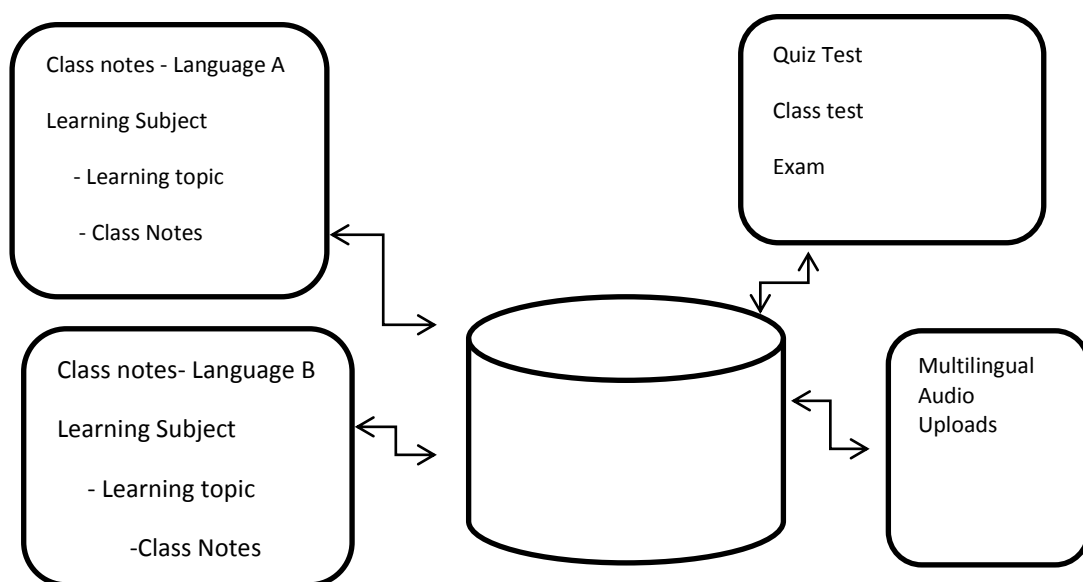 Class notes - Language A
Learning Subject
- Learning topic
- Class Notes
Quiz Test
Class test
Exam
Class notes- Language B
Learning Subject
- Learning topic
-Class Notes
Multilingual
Audio
Uploads